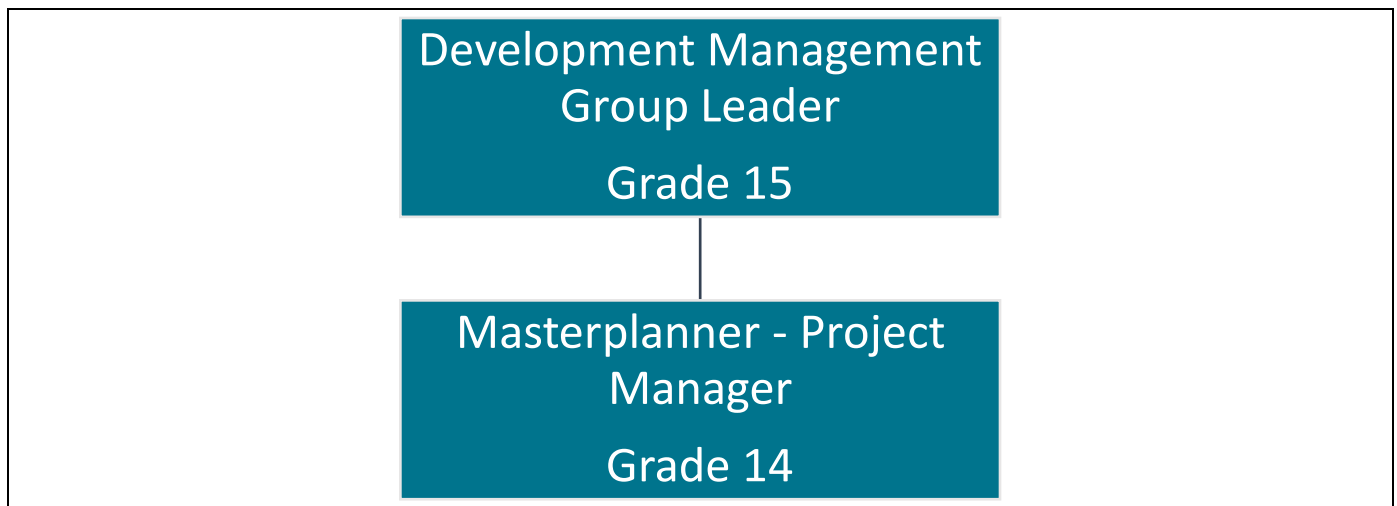 Development Management
Group Leader
Grade 15
Masterplanner - Project
Manager
Grade 14